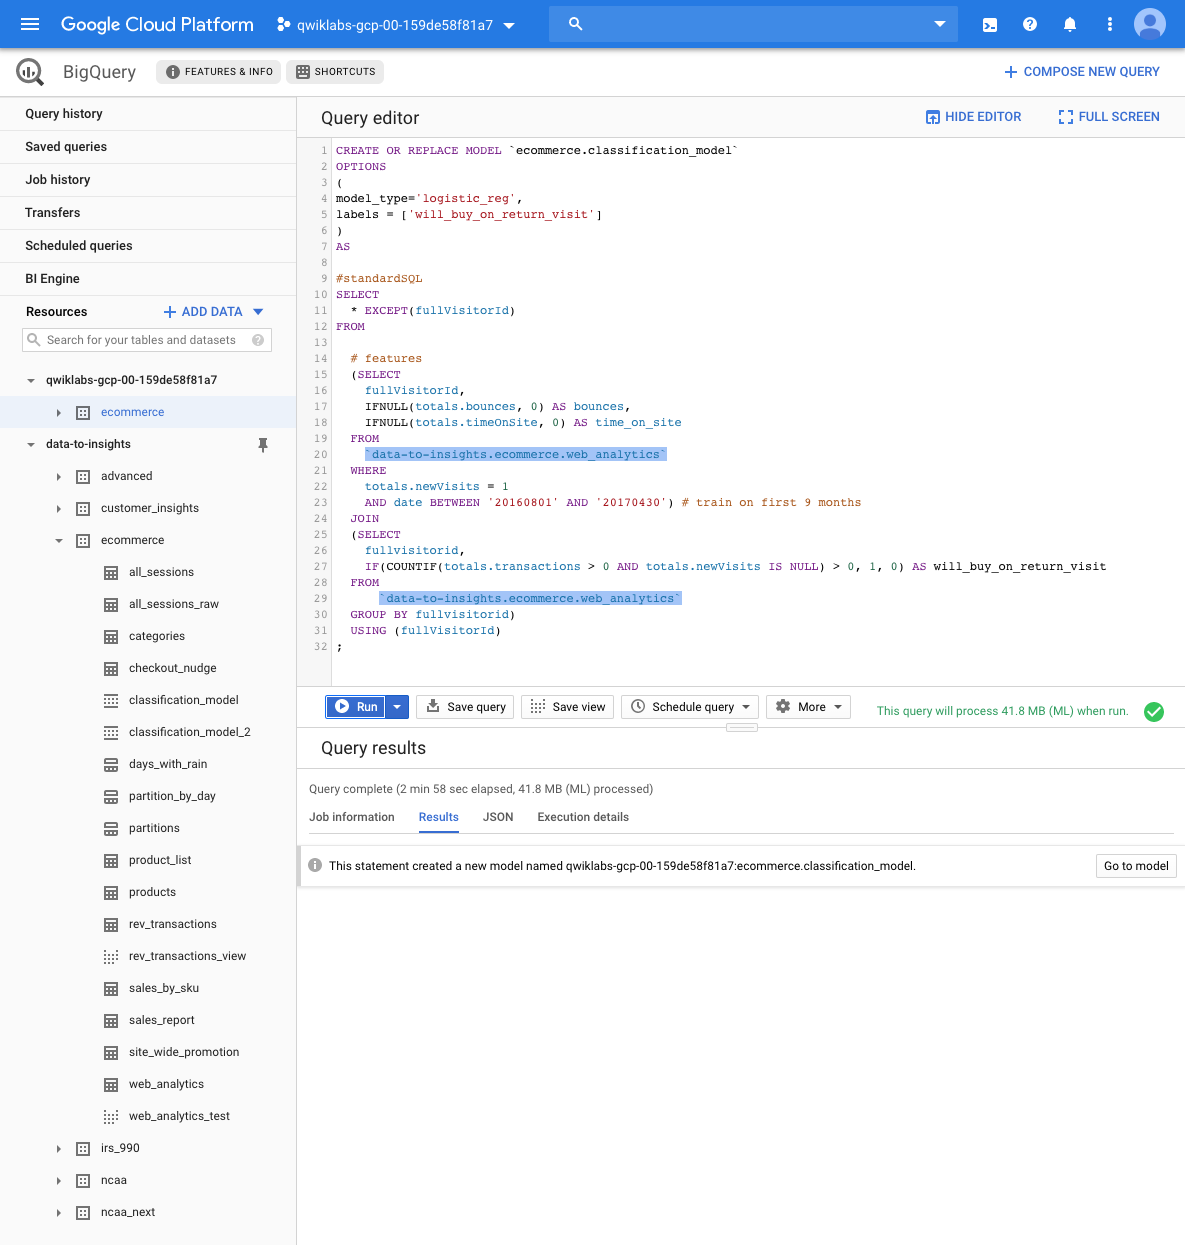 Google Cloud Platform
qwiklabs-gcp-00-159de58f81a7
BigQuery
FEATURES & INFO
SHORTCUTS
COMPOSE NEW QUERY
Query history
Saved queries
Job history
Transfers
Scheduled queries
BI Engine
Resources
ADD DATA
Search for your tables and datasets
qwiklabs-gcp-00-159de58f81a7
ecommerce
data-to-insights
advanced
customer_insights
ecommerce
all_sessions
all_sessions_raw
categories
checkout_nudge
classification_model
classification_model_2
days_with_rain
partition_by_day
partitions
product_list
products
rev_transactions
rev_transactions_view
sales_by_sku
sales_report
site_wide_promotion
web_analytics
web_analytics_test
irs_990
ncaa
ncaa_next
Query editor
HIDE EDITOR
FULL SCREEN
1 CREATE OR REPLACE MODEL `ecommerce.classification_model`
2 OPTIONS
3 (
4 model_type='logistic_reg',
5 labels = ['will_buy_on_return_visit']
6 )
7 AS
8
9 #standardSQL
10 SELECT
11   * EXCEPT(fullVisitorId)
12 FROM
13
14   # features
15   (SELECT
16     fullVisitorId,
17     IFNULL(totals.bounces, 0) AS bounces,
18     IFNULL(totals.timeOnSite, 0) AS time_on_site
19   FROM
20     `data-to-insights.ecommerce.web_analytics`
21   WHERE
22     totals.newVisits = 1
23     AND date BETWEEN '20160801' AND '20170430') # train on first 9 months
24   JOIN
25   (SELECT
26     fullvisitorid,
27     IF(COUNTIF(totals.transactions > 0 AND totals.newVisits IS NULL) > 0, 1, 0) AS will_buy_on_return_visit
28   FROM
29       `data-to-insights.ecommerce.web_analytics`
30   GROUP BY fullvisitorid)
31   USING (fullVisitorId)
32 ;
Run
Save query
Save view
Schedule query
More
This query will process 41.8 MB (ML) when run.
Query results
Query complete (2 min 58 sec elapsed, 41.8 MB (ML) processed)
Job information
Results
JSON
Execution details
This statement created a new model named qwiklabs-gcp-00-159de58f81a7:ecommerce.classification_model.
Go to model